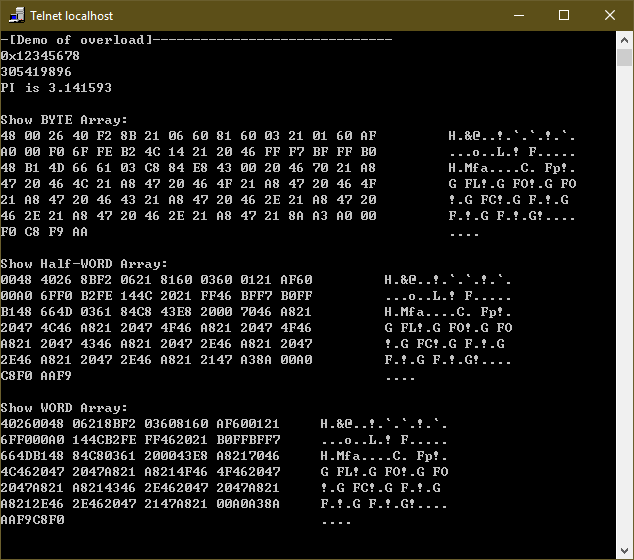 Telnet localhost
-[Demo of overload]------------------------------
0x12345678
305419896
PI is 3.141593
Show BYTE Array:
48 00 26 40 F2 8B 21 06 60 81 60 03 21 01 60 AF H.&@..!.`.`.!.`.
A0 00 F0 6F FE B2 4C 14 21 20 46 FF F7 BF FF B0 ...o..L.! F.....
48 B1 4D 66 61 03 C8 84 E8 43 00 20 46 70 21 A8 H.Mfa....C. Fp!.
47 20 46 4C 21 A8 47 20 46 4F 21 A8 47 20 46 4F G FL!.G FO!.G FO
21 A8 47 20 46 43 21 A8 47 20 46 2E 21 A8 47 20 !.G FC!.G F.!.G
46 2E 21 A8 47 20 46 2E 21 A8 47 21 8A A3 A0 00 F.!.G F.!.G!....
F0 C8 F9 AA ....
Show Half-WORD Array:
0048 4026 8BF2 0621 8160 0360 0121 AF60 H.&@..!.`.`.!.`.
00A0 6FF0 B2FE 144C 2021 FF46 BFF7 B0FF ...o..L.! F.....
B148 664D 0361 84C8 43E8 2000 7046 A821 H.Mfa....C. Fp!.
2047 4C46 A821 2047 4F46 A821 2047 4F46 G FL!.G FO!.G FO
A821 2047 4346 A821 2047 2E46 A821 2047 !.G FC!.G F.!.G
2E46 A821 2047 2E46 A821 2147 A38A 00A0 F.!.G F.!.G!....
C8F0 AAF9 ....
Show WORD Array:
40260048 06218BF2 03608160 AF600121 H.&@..!.`.`.!.`.
6FF000A0 144CB2FE FF462021 B0FFBFF7 ...o..L.! F.....
664DB148 84C80361 200043E8 A8217046 H.Mfa....C. Fp!.
4C462047 2047A821 A8214F46 4F462047 G FL!.G FO!.G FO
2047A821 A8214346 2E462047 2047A821 !.G FC!.G F.!.G
A8212E46 2E462047 2147A821 00A0A38A F.!.G F.!.G!....
AAF9C8F0 ....